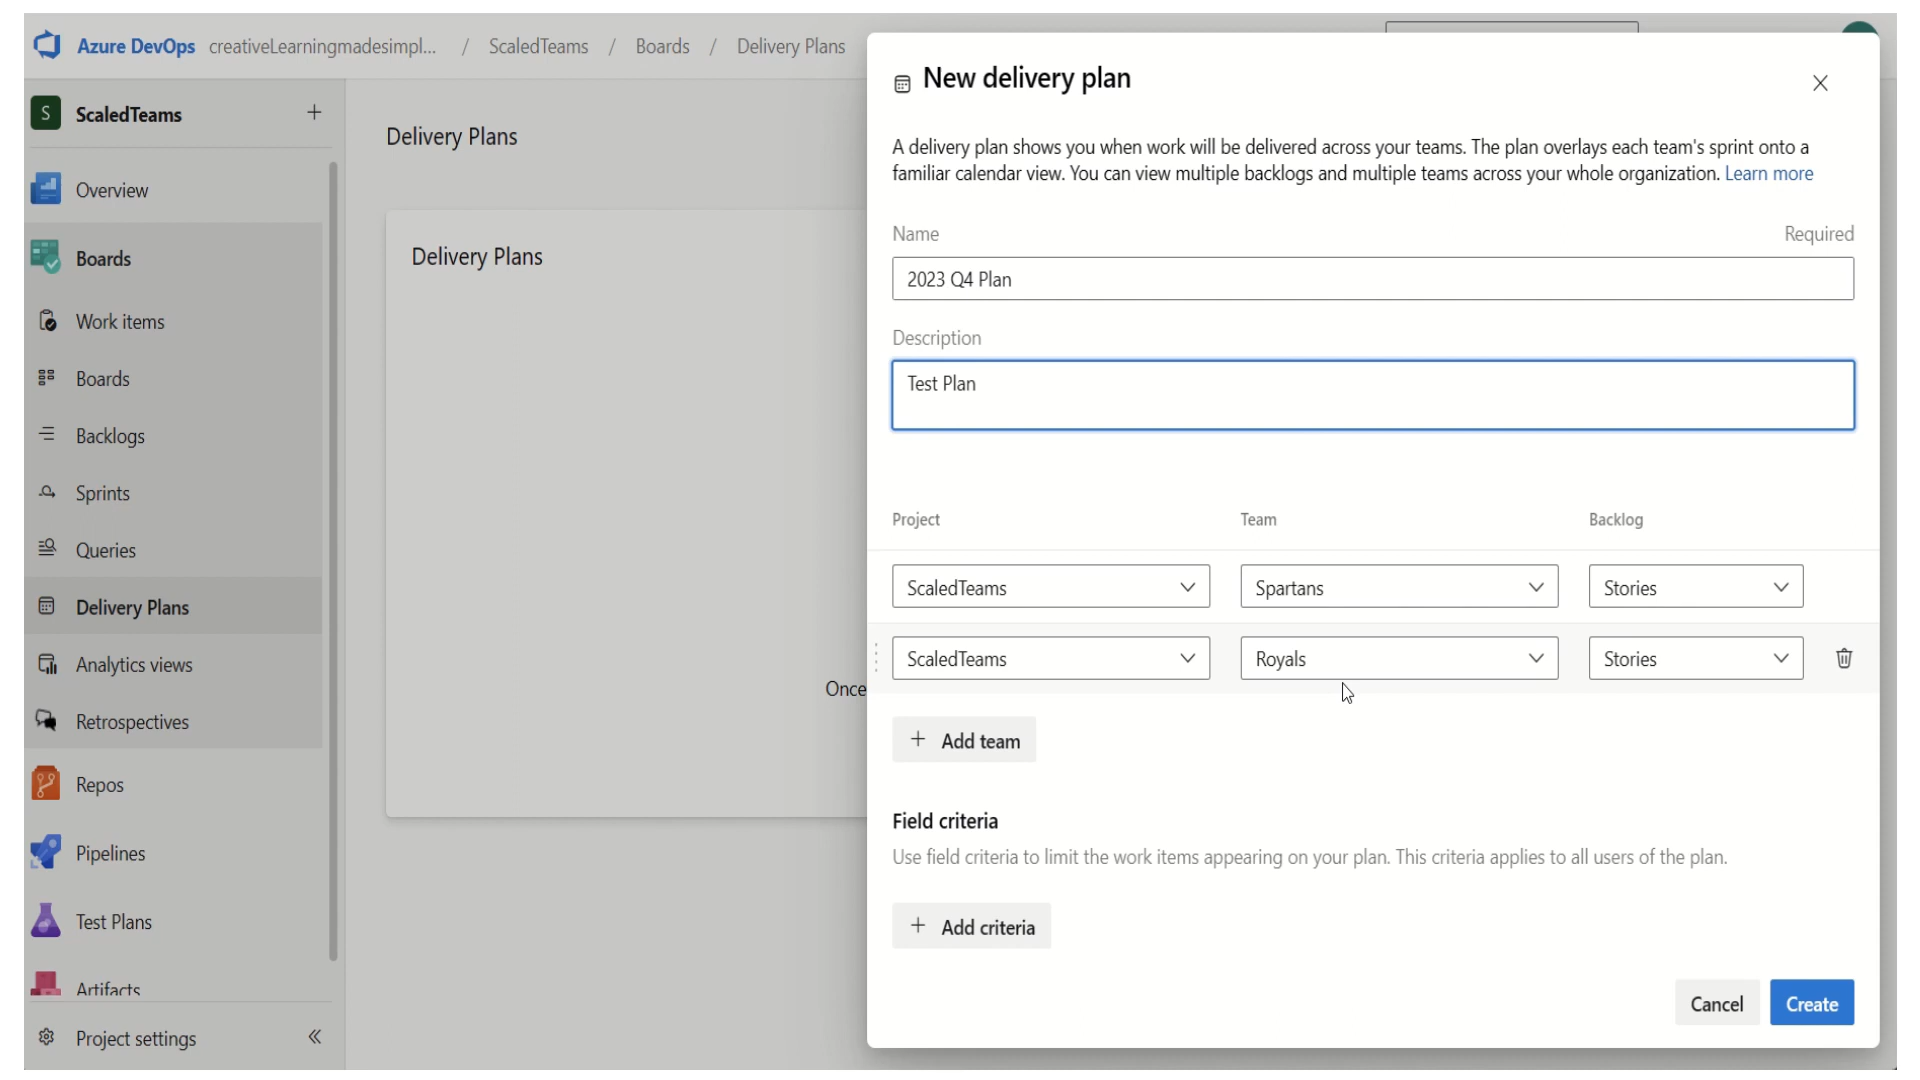 Azure DevOps creativeLearningmadesimpl... / ScaledTeams / Boards / Delivery Plans
S ScaledTeams
Overview
Boards
Work items
Boards
Backlogs
Sprints
Queries
Delivery Plans
Analytics views
Retrospectives
Repos
Pipelines
Test Plans
Artifacts
Project settings
Delivery Plans
Delivery Plans
Once
New delivery plan
A delivery plan shows you when work will be delivered across your teams. The plan overlays each team's sprint onto a
familiar calendar view. You can view multiple backlogs and multiple teams across your whole organization. Learn more
Name Required
2023 Q4 Plan
Description
Test Plan
Project Team Backlog
ScaledTeams Spartans Stories
ScaledTeams Royals Stories
Add team
Field criteria
Use field criteria to limit the work items appearing on your plan. This criteria applies to all users of the plan.
Add criteria
Cancel Create